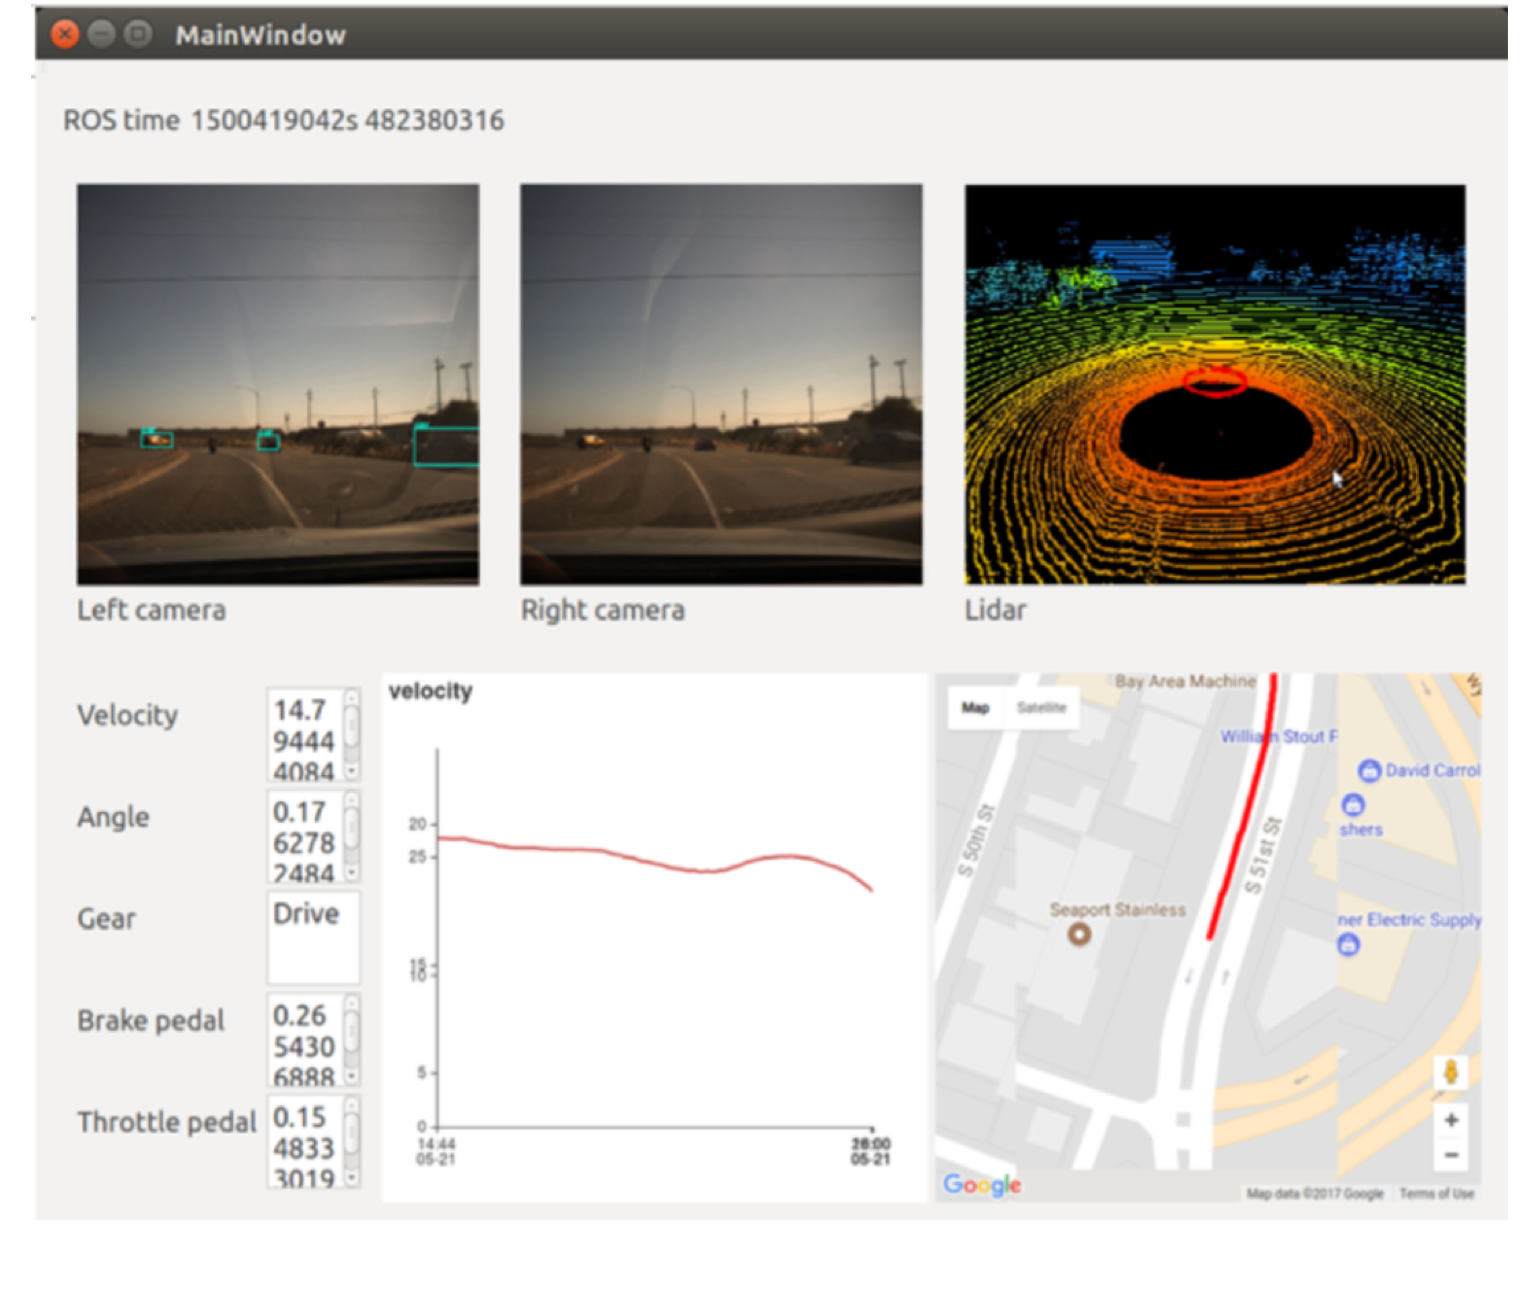 MainWindow
ROS time 1500419042s 482380316
Left camera
Right camera
Lidar
Velocity
14.7
9444
4084
Angle
0.17
6278
2484
Gear
Drive
Brake pedal
0.26
5430
6888
Throttle pedal
0.15
4833
3019
velocity
20
25
15
10
5
0
14:44
05-21
05-21
Map
Satellite
Bay Area Machine
William Stout F
David Carrol
shers
S 50th St
S 51st St
Seaport Stainless
ner Electric Supply
Google
Map data ©2017 Google
Terms of Use